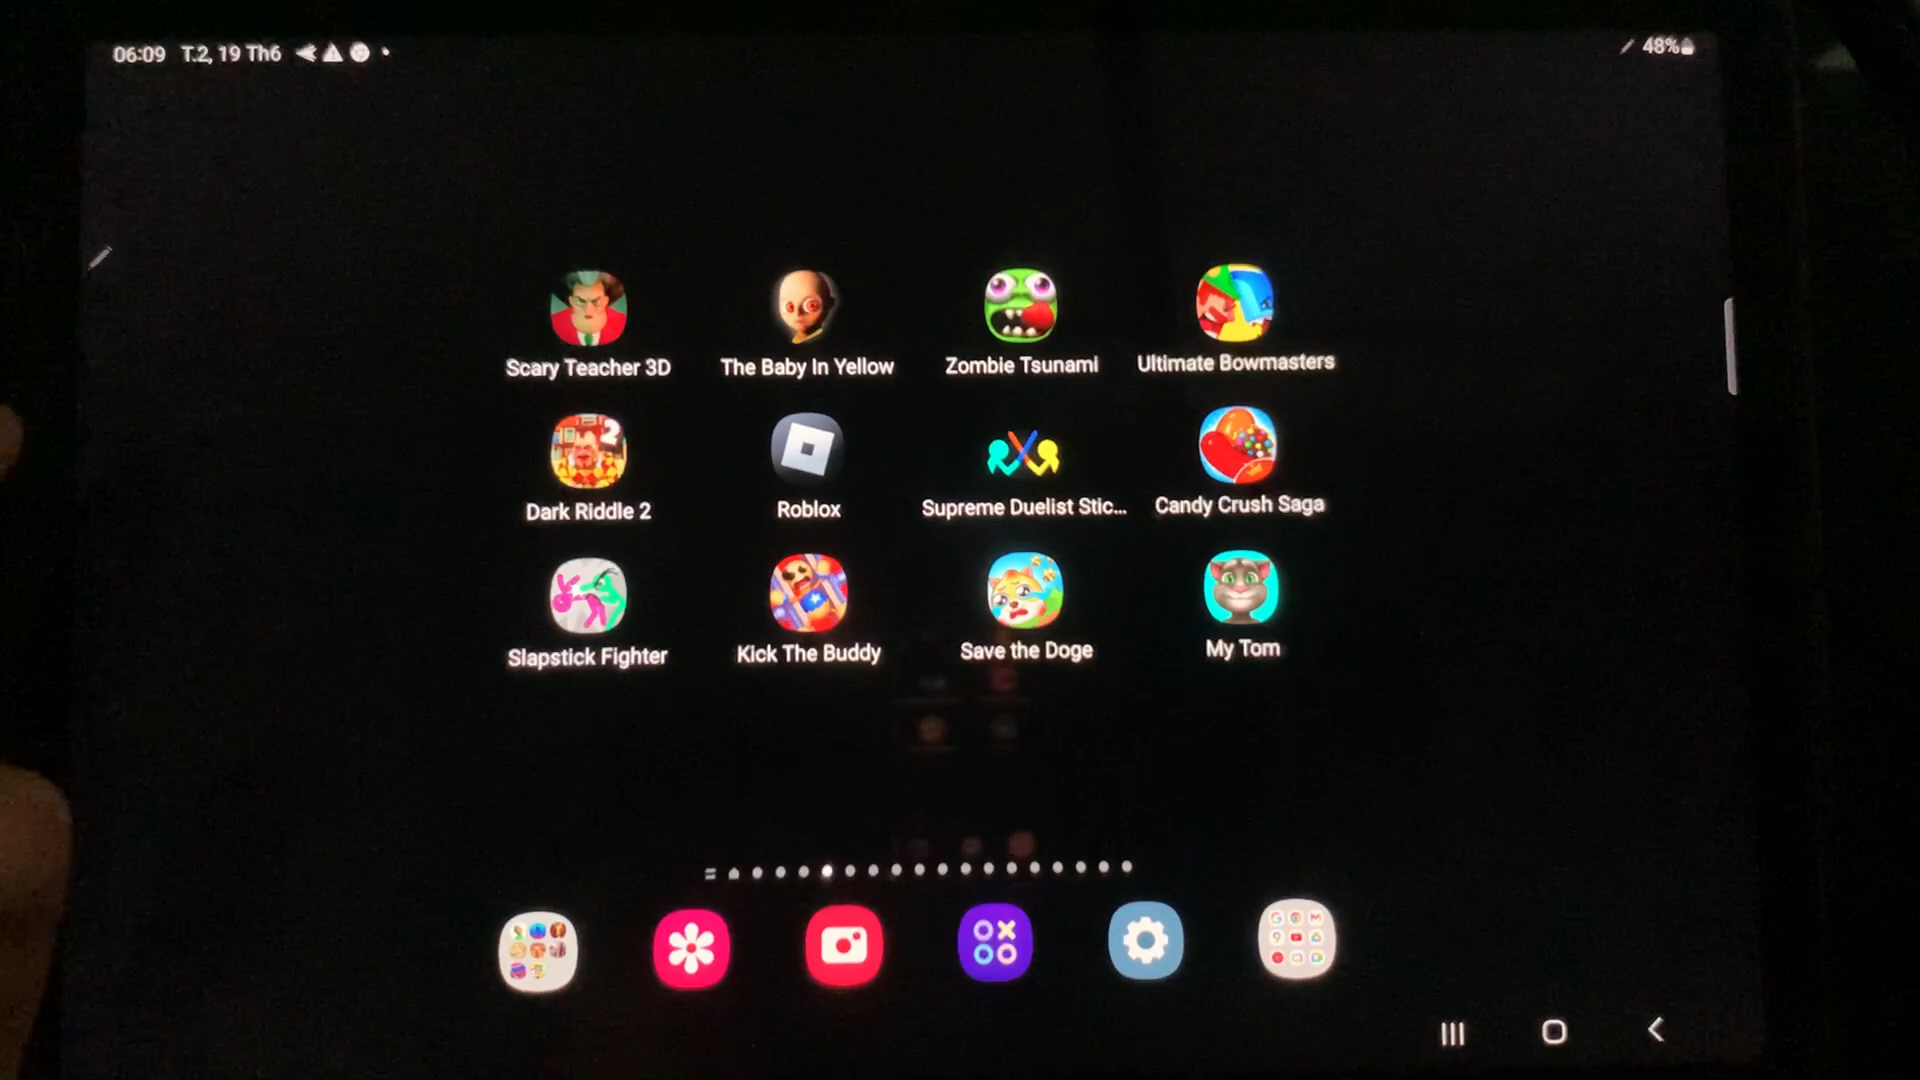 06:09 T.2, 19 Th6
48%
Scary Teacher 3D
The Baby In Yellow
Zombie Tsunami
Ultimate Bowmasters
2
Dark Riddle 2
Roblox
Supreme Duelist Stic...
Candy Crush Saga
Slapstick Fighter
Kick The Buddy
Save the Doge
My Tom